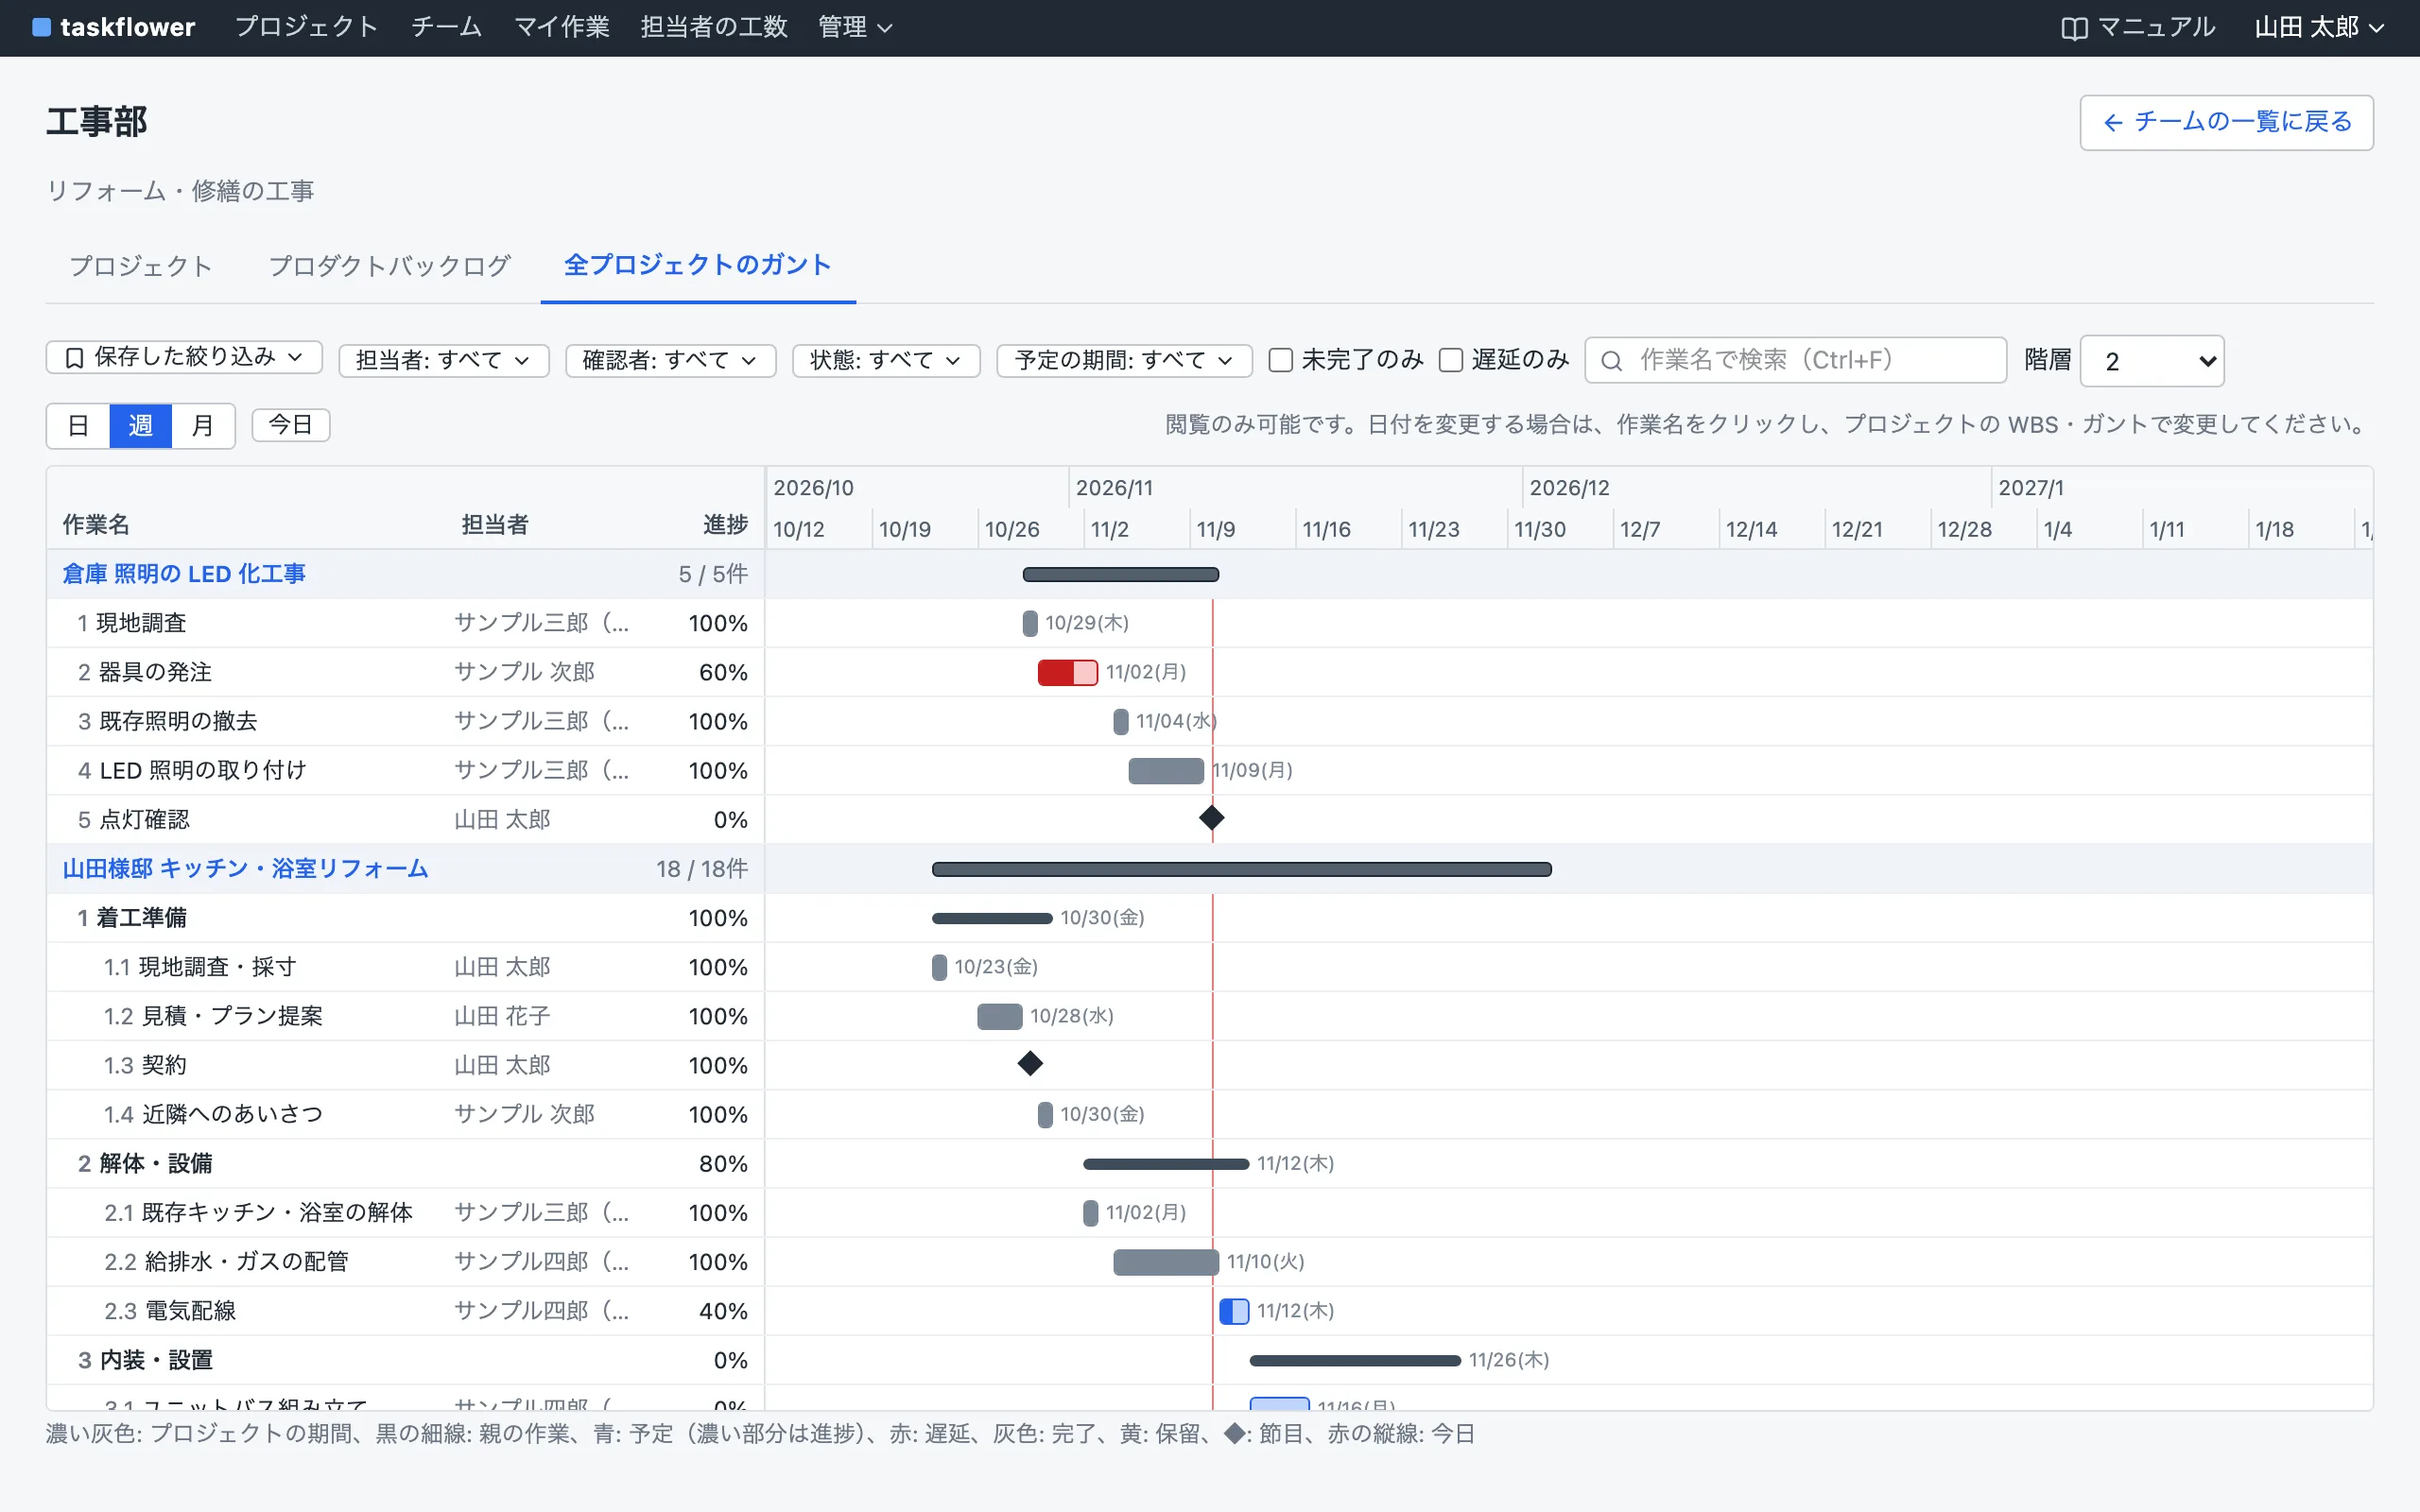 taskflower プロジェクト チーム マイ作業 担当者の工数 管理 マニュアル 山田 太郎
工事部
← チームの一覧に戻る
リフォーム・修繕の工事
プロジェクト プロダクトバックログ 全プロジェクトのガント
保存した絞り込み 担当者: すべて 確認者: すべて 状態: すべて 予定の期間: すべて 未完了のみ 遅延のみ 作業名で検索（Ctrl+F） 階層 2
日 週 月 今日 閲覧のみ可能です。日付を変更する場合は、作業名をクリックし、プロジェクトの WBS・ガントで変更してください。
2026/10 2026/11 2026/12 2027/1
作業名 担当者 進捗 10/12 10/19 10/26 11/2 11/9 11/16 11/23 11/30 12/7 12/14 12/21 12/28 1/4 1/11 1/18
倉庫 照明の LED 化工事 5 / 5件
1 現地調査 サンプル三郎（... 100% 10/29(木)
2 器具の発注 サンプル 次郎 60% 11/02(月)
3 既存照明の撤去 サンプル三郎（... 100% 11/04(水)
4 LED 照明の取り付け サンプル三郎（... 100% 11/09(月)
5 点灯確認 山田 太郎 0%
山田様邸 キッチン・浴室リフォーム 18 / 18件
1 着工準備 100% 10/30(金)
1.1 現地調査・採寸 山田 太郎 100% 10/23(金)
1.2 見積・プラン提案 山田 花子 100% 10/28(水)
1.3 契約 山田 太郎 100%
1.4 近隣へのあいさつ サンプル 次郎 100% 10/30(金)
2 解体・設備 80% 11/12(木)
2.1 既存キッチン・浴室の解体 サンプル三郎（... 100% 11/02(月)
2.2 給排水・ガスの配管 サンプル四郎（... 100% 11/10(火)
2.3 電気配線 サンプル四郎（... 40% 11/12(木)
3 内装・設置 0% 11/26(木)
3.1 ユニットバス組み立て サンプル四郎（... 0% 11/16(月)
濃い灰色: プロジェクトの期間、黒の細線: 親の作業、青: 予定（濃い部分は進捗）、赤: 遅延、灰色: 完了、黄: 保留、◆: 節目、赤の縦線: 今日